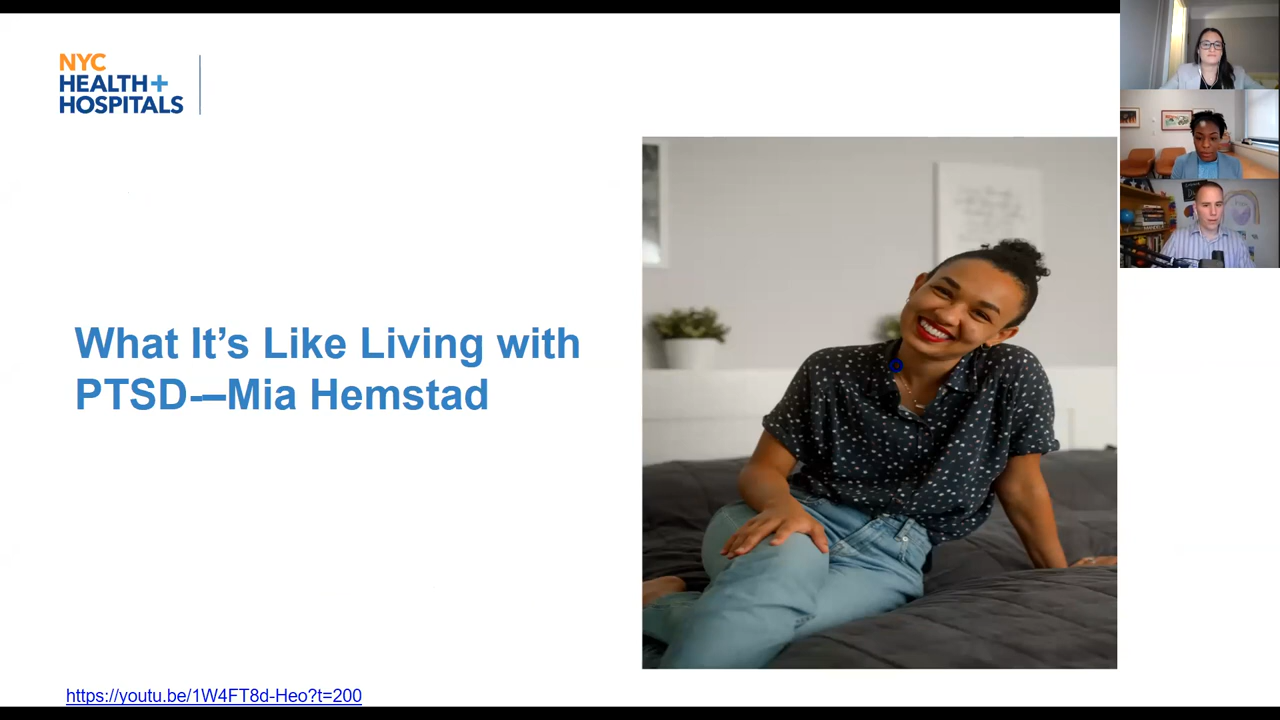 NYC
HEALTH+
HOSPITALS
What It's Like Living with
PTSD-–Mia Hemstad
https://youtu.be/1W4FT8d-Heo?t=200